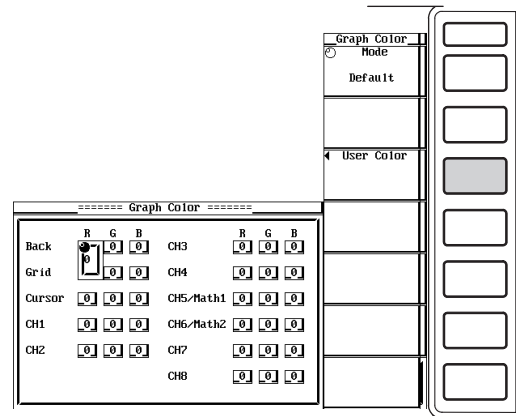 Graph Color
Mode
Default
User Color
======= Graph Color =======
R G B R G B
Back 0 0 CH3 0 0 0
0
Grid 0 0 CH4 0 0 0
Cursor 0 0 0 CH5/Math1 0 0 0
CH1 0 0 0 CH6/Math2 0 0 0
CH2 0 0 0 CH7 0 0 0
CH8 0 0 0